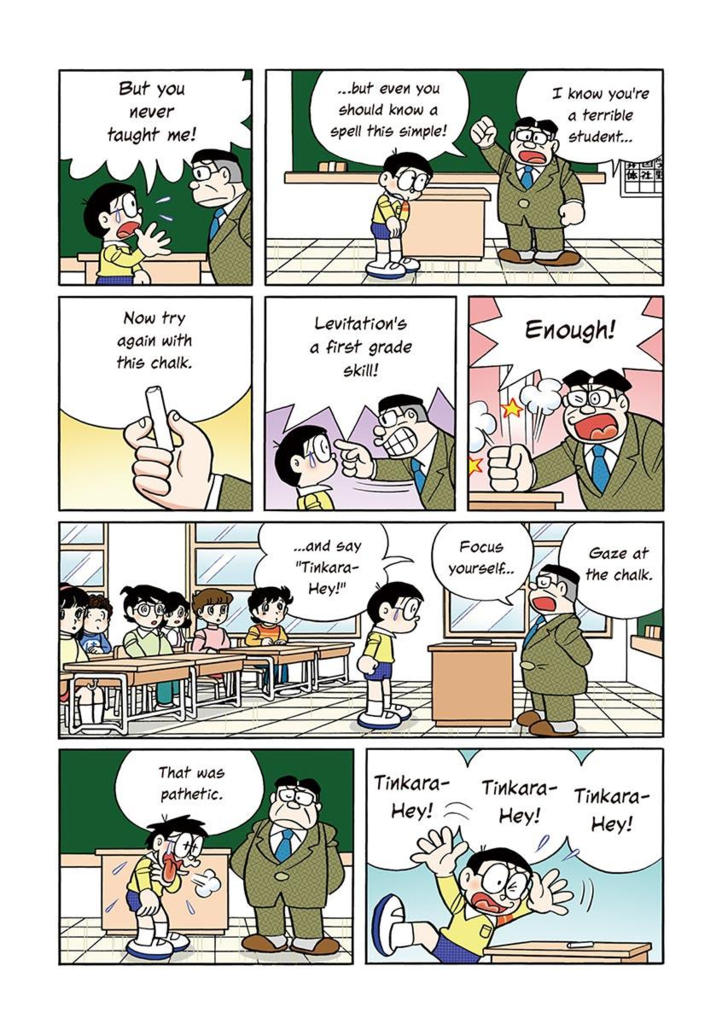 I know you're
a terrible
student...
...but even you
should know a
spell this simple!
But you
never
taught me!
Enough!
Levitation's
a first grade
skill!
Now try
again with
this chalk.
Gaze at
the chalk.
Focus
yourself...
...and say
"Tinkara-
Hey!"
Tinkara-
Hey!
Tinkara-
Hey!
Tinkara-
Hey!
That was
pathetic.